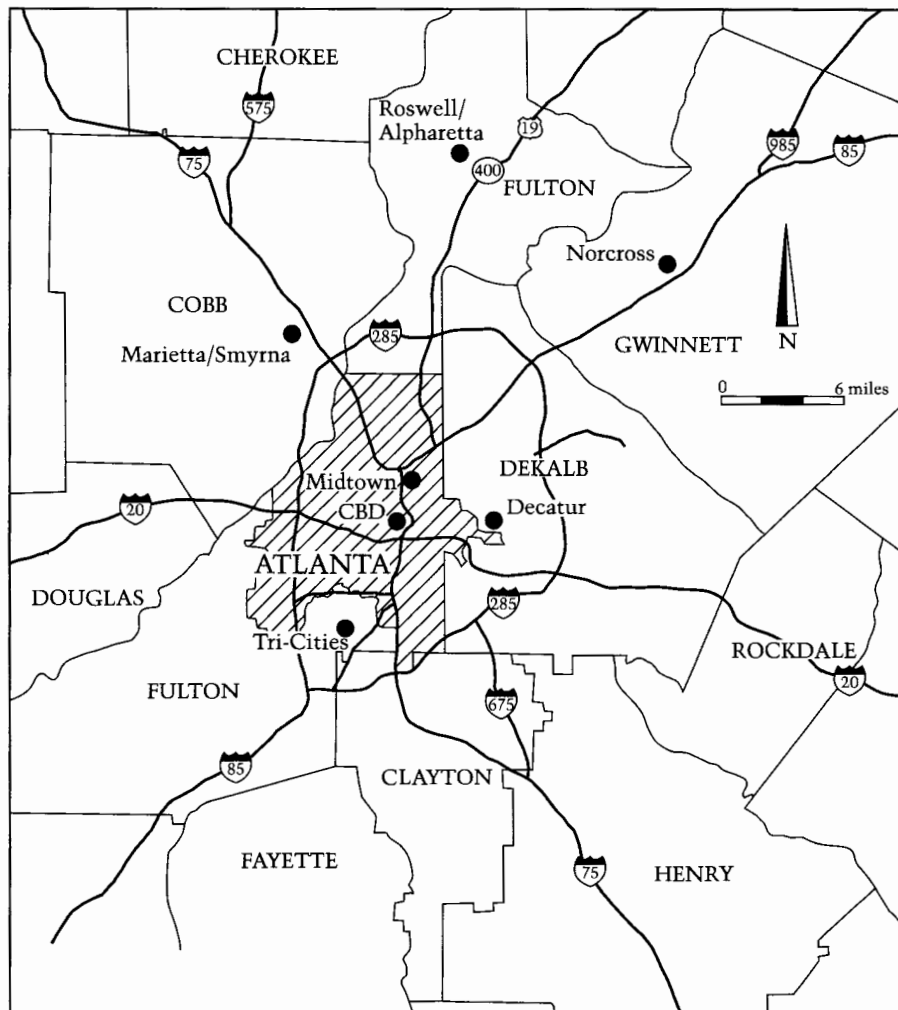 CHEROKEE
575
Roswell/
Alpharetta
19
75
400
985
85
FULTON
Norcross
COBB
285
Marietta/Smyrna
GWINNETT
N
0 6 miles
Midtown
DEKALB
20
CBD
Decatur
ATLANTA
DOUGLAS
285
Tri-Cities
ROCKDALE
FULTON
20
675
85
CLAYTON
FAYETTE
75
HENRY